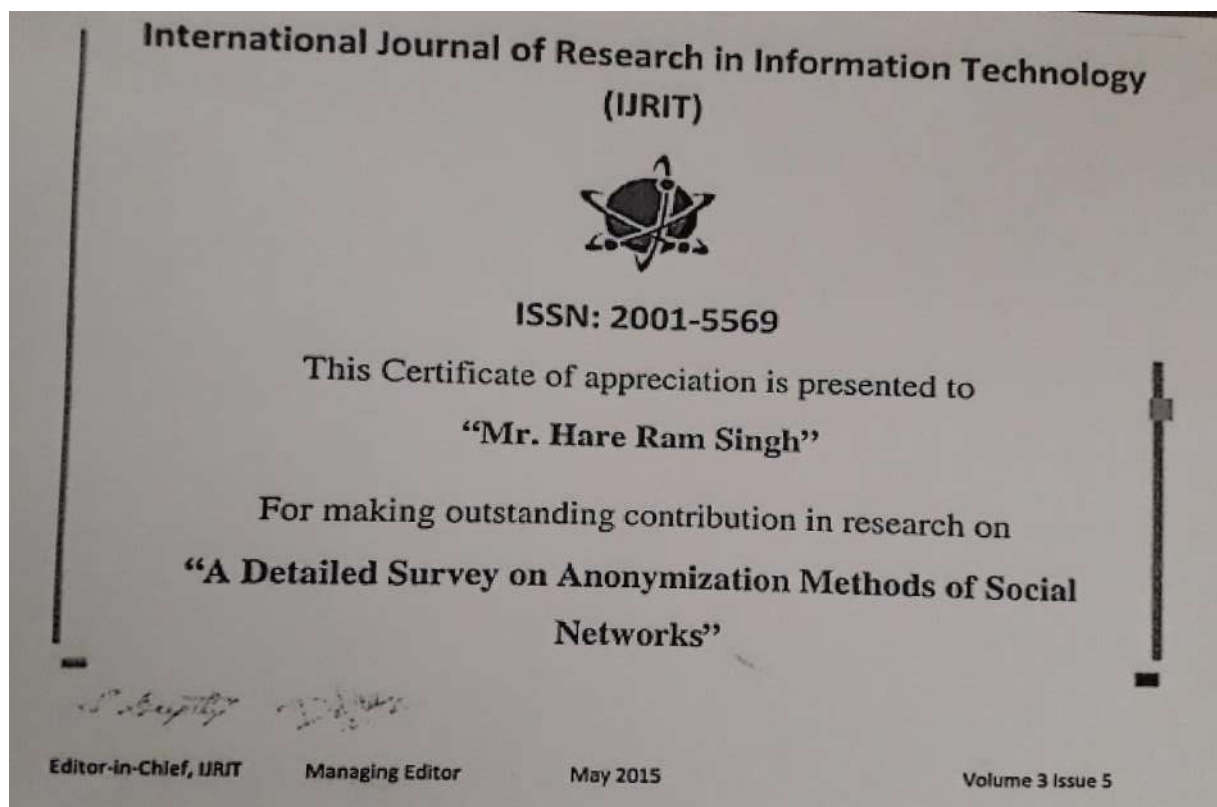 International Journal of Research in Information Technology
(IJRIT)
ISSN: 2001-5569
This Certificate of appreciation is presented to
“Mr. Hare Ram Singh”
For making outstanding contribution in research on
“A Detailed Survey on Anonymization Methods of Social
Networks”
Editor-in-Chief, IJRIT Managing Editor May 2015 Volume 3 Issue 5